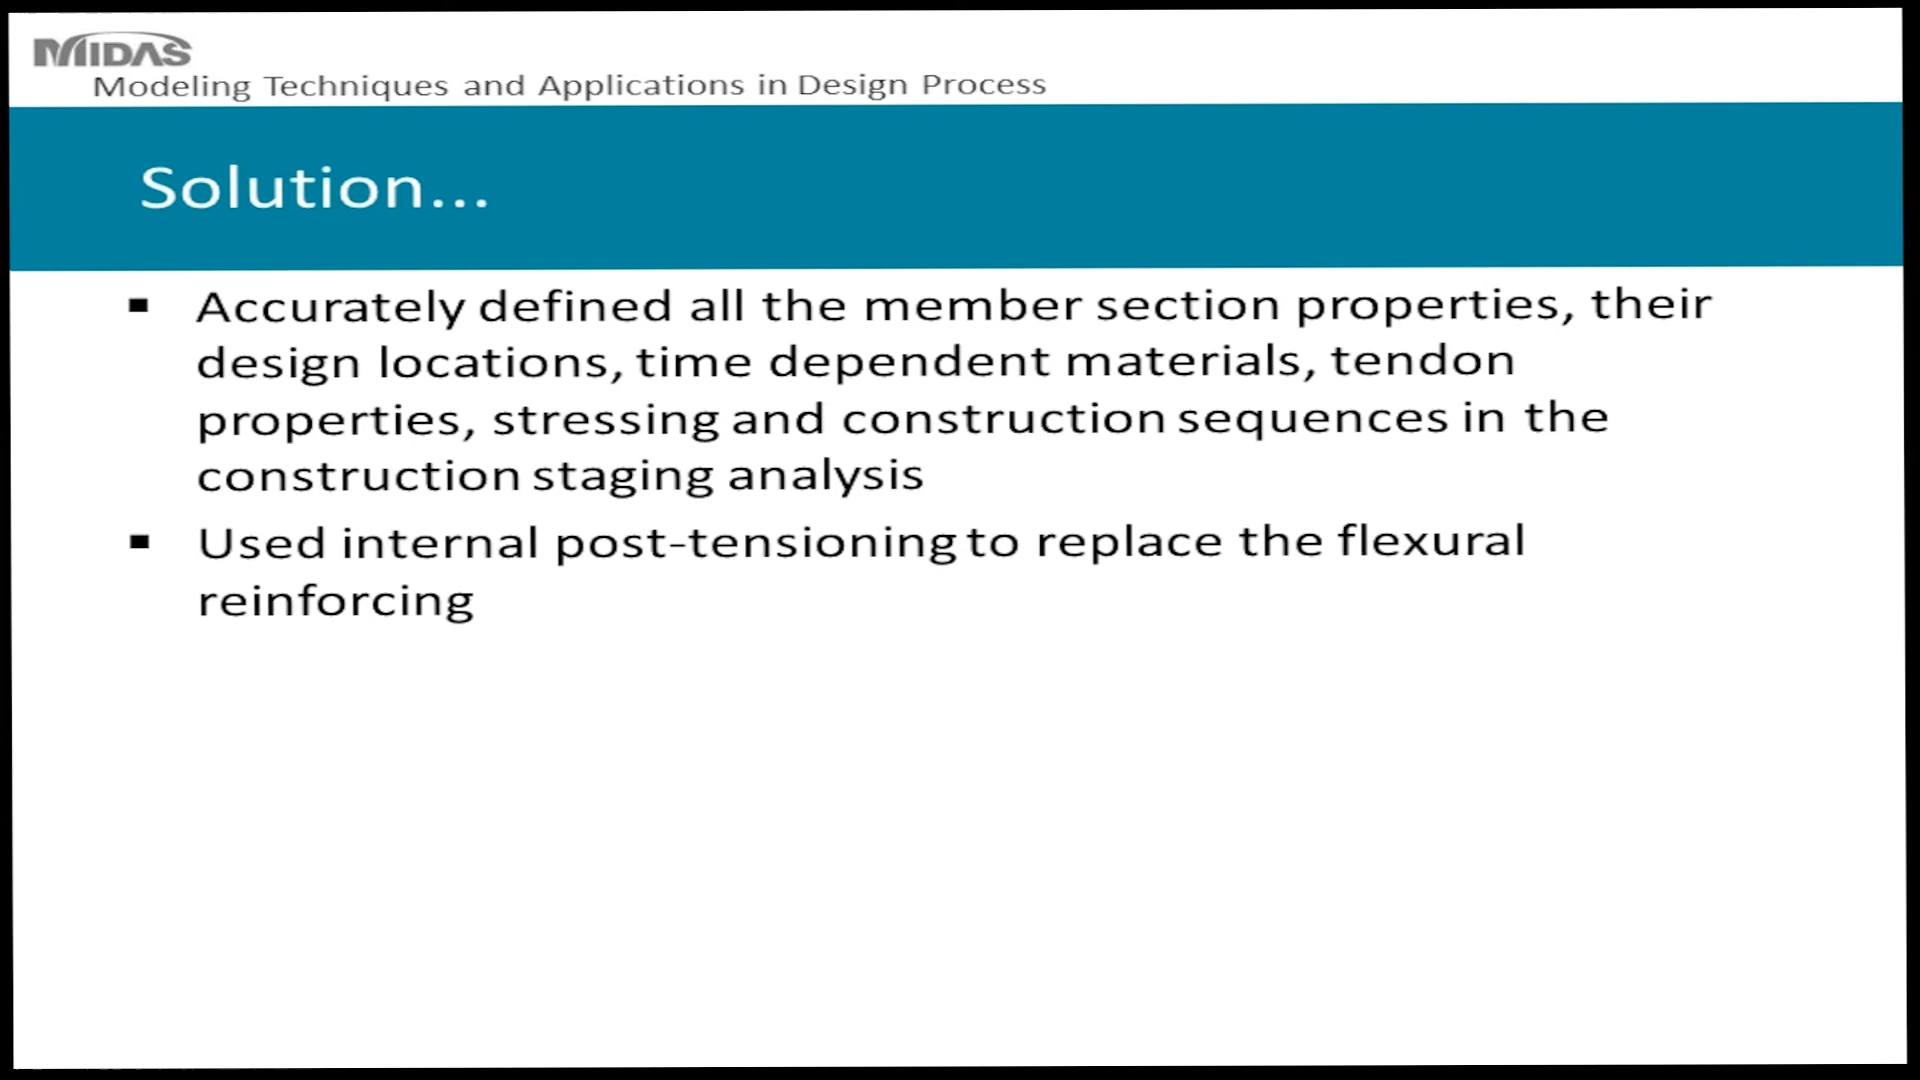 MIDAS
Modeling Techniques and Applications in Design Process
Solution...
▪ Accurately defined all the member section properties, their
design locations, time dependent materials, tendon
properties, stressing and construction sequences in the
construction staging analysis
▪ Used internal post-tensioning to replace the flexural
reinforcing